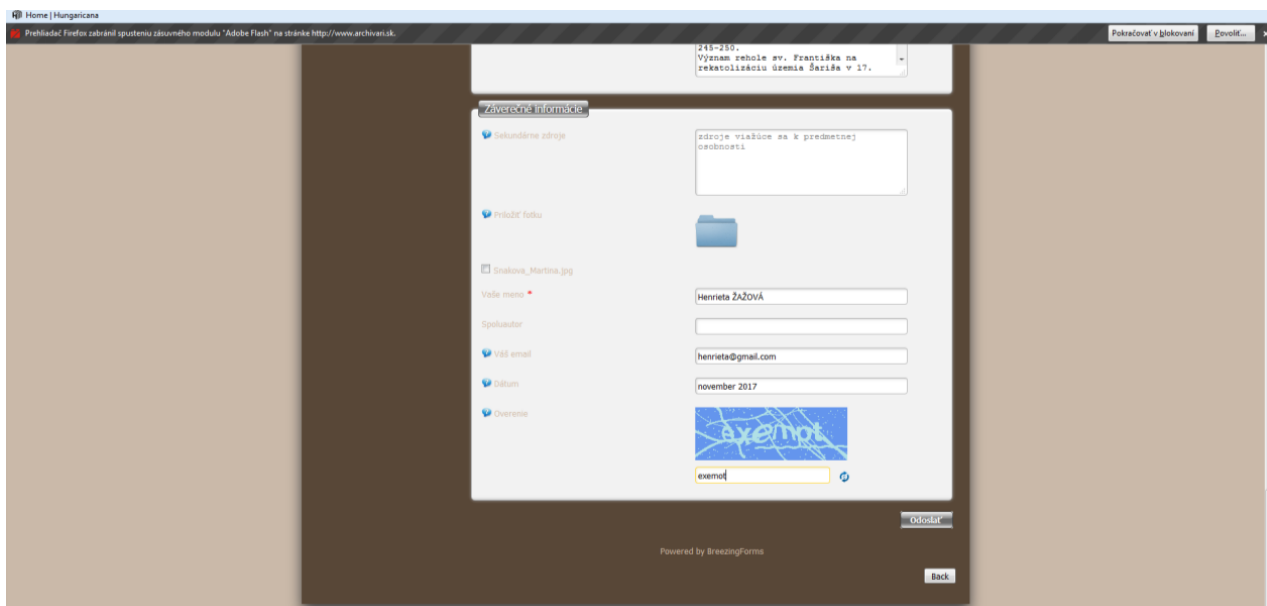 Home | Hungaricana
Prehliadač Firefox zabránil spusteniu zásuvného modulu "Adobe Flash" na stránke http://www.archivari.sk.
Pokračovať v blokovaní
Povoliť...
245-250.
Význam rehole sv. Františka na
rekatolizáciu územia Šariša v 17.
Záverečné informácie
Sekundárne zdroje
zdroje viažúce sa k predmetnej
osobnosti
Priložiť fotku
Snakova_Martina.jpg
Vaše meno *
Henrieta ŽAŽOVÁ
Spoluautor
Váš email
henrieta@gmail.com
Dátum
november 2017
Overenie
exempt
exemot
Odoslať
Powered by BreezingForms
Back